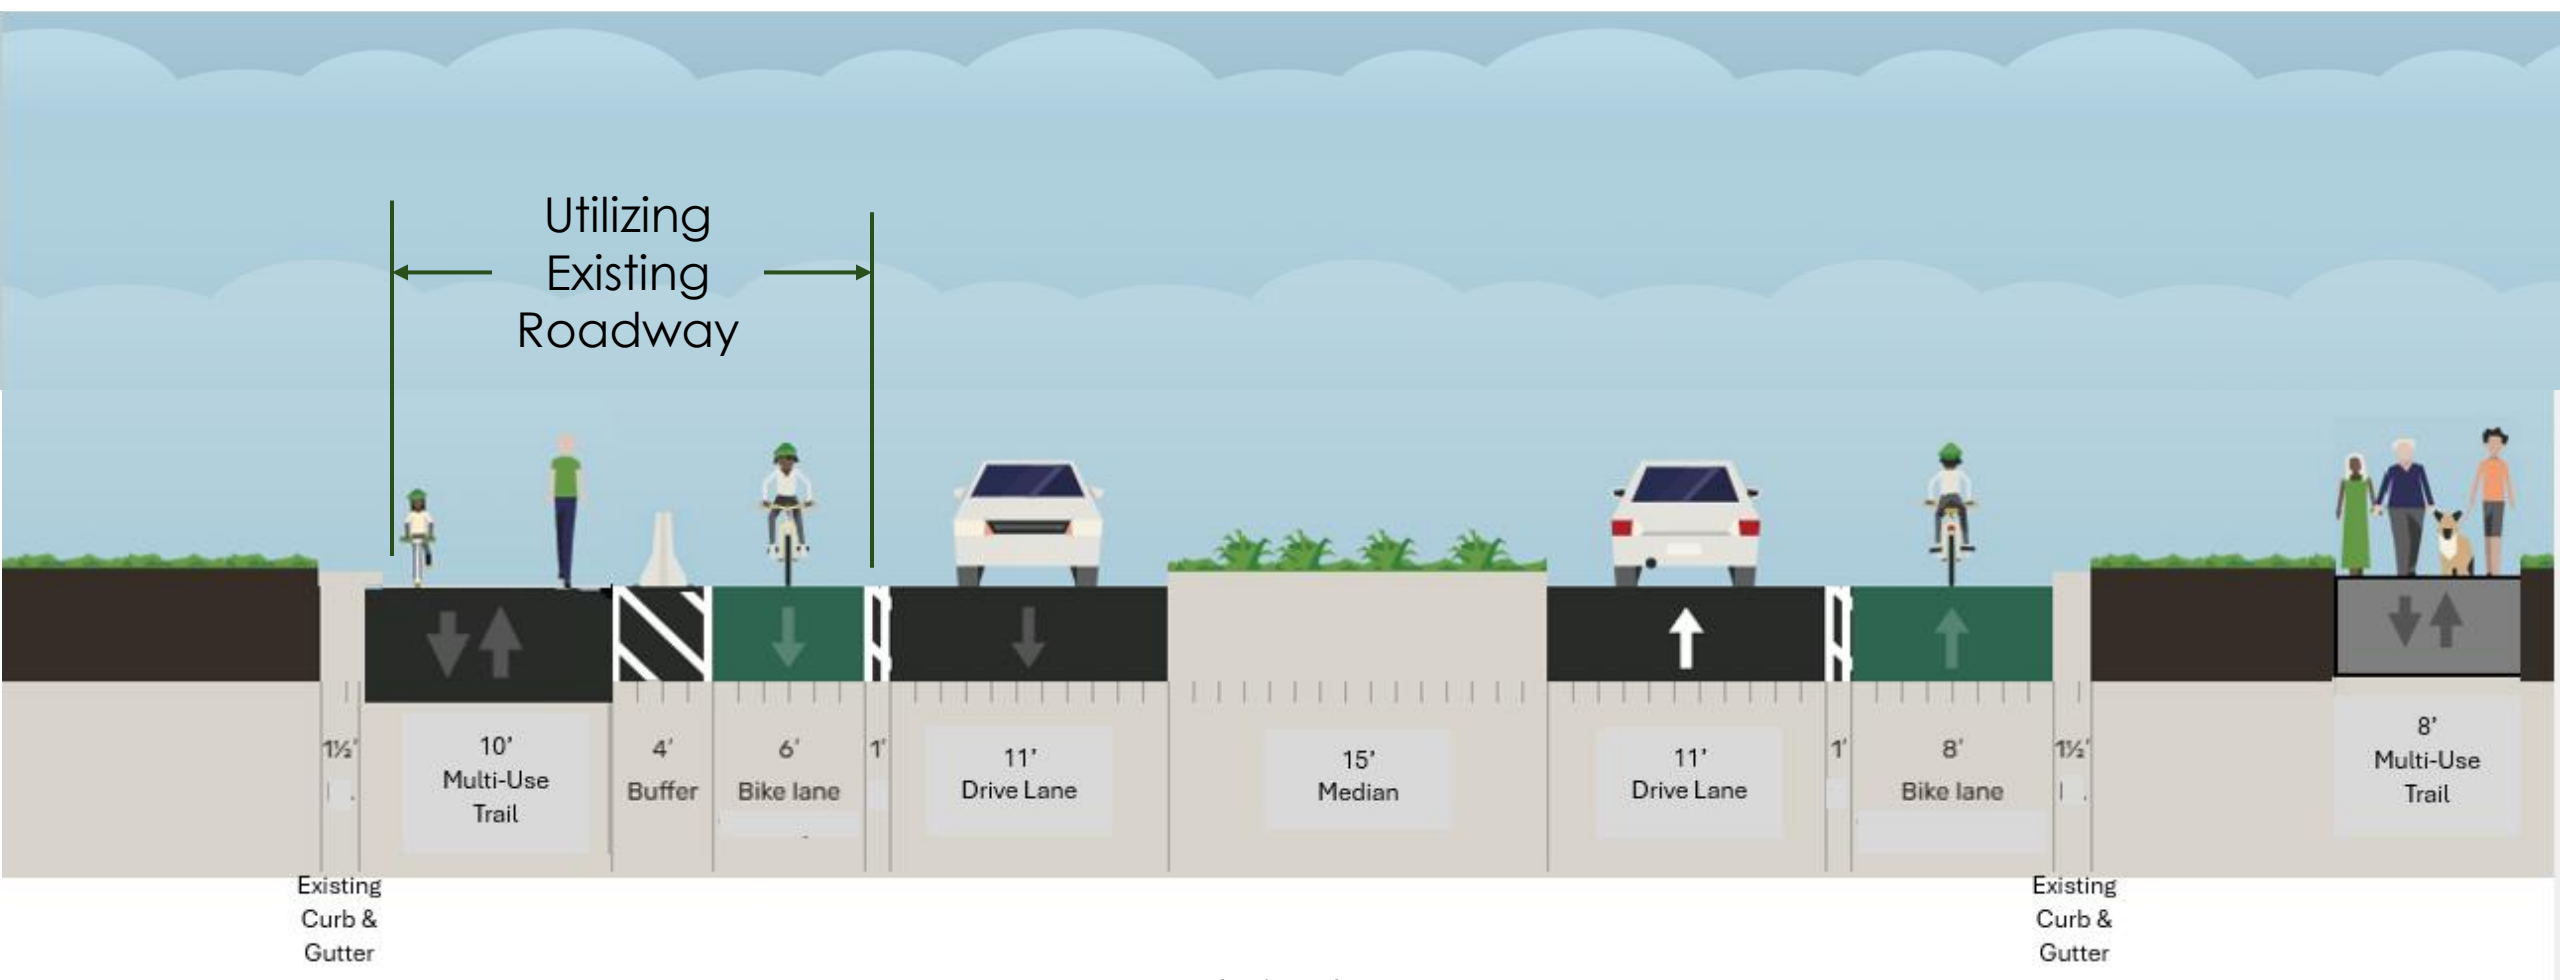 Utilizing
Existing
Roadway
1½'
10'
Multi-Use
Trail
4'
Buffer
6'
Bike lane
1'
11'
Drive Lane
15'
Median
11'
Drive Lane
1'
8'
Bike lane
1½'
8'
Multi-Use
Trail
Existing
Curb &
Gutter
Existing
Curb &
Gutter